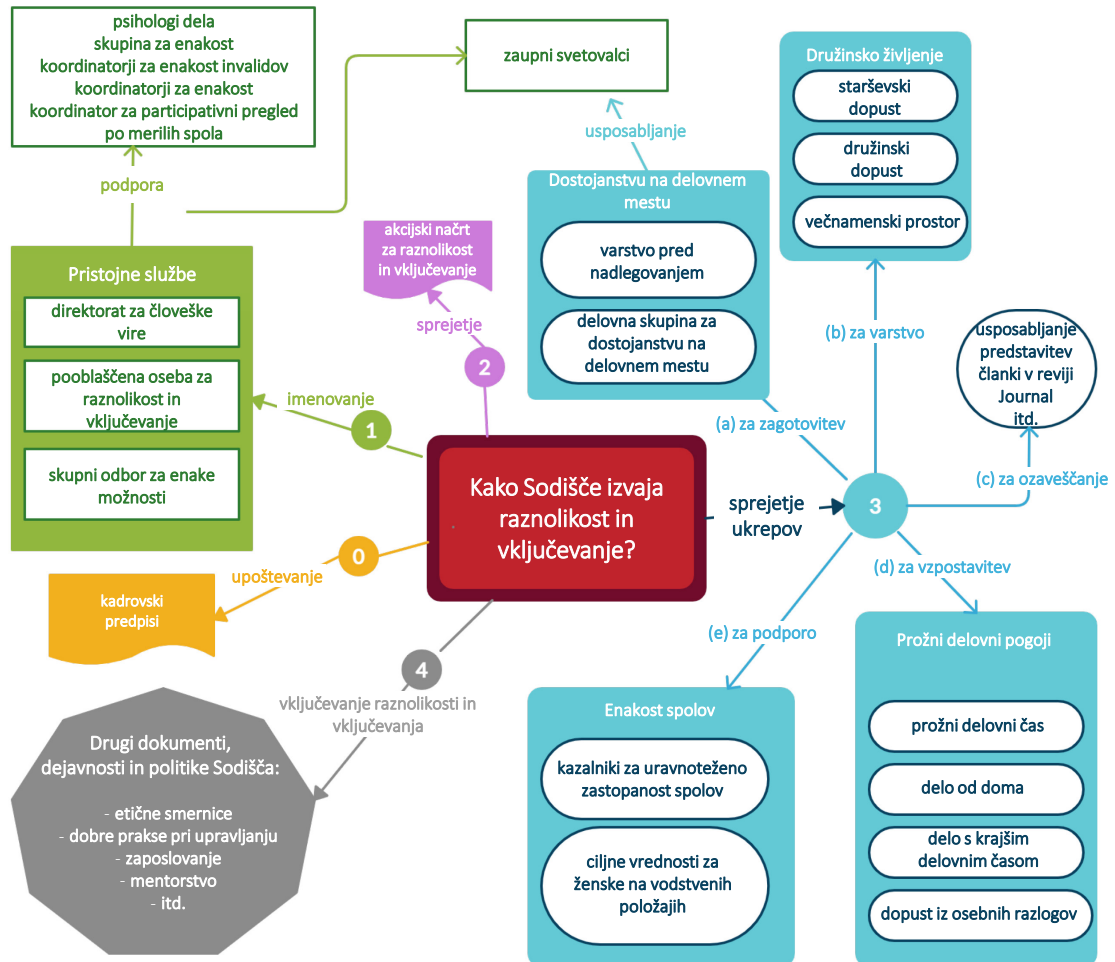 psihologi dela
skupina za enakost
koordinatorji za enakost invalidov
koordinatorji za enakost
koordinator za participativni pregled
po merilih spola
zaupni svetovalci
podpora
usposabljanje
Pristojne službe
direktorat za človeške
vire
pooblaščena oseba za
raznolikost in
vključevanje
skupni odbor za enake
možnosti
imenovanje
1
akcijski načrt
za raznolikost
in vključevanje
sprejetje
2
Dostojanstvu na delovnem
mestu
varstvo pred
nadlegovanjem
delovna skupina za
dostojanstvu na
delovnem mestu
Družinsko življenje
starševski
dopust
družinski
dopust
večnamenski prostor
(b) za varstvo
(a) za zagotovitev
usposabljanje
predstavitev
članki v reviji
Journal
itd.
(c) za ozaveščanje
Kako Sodišče izvaja
raznolikost in
vključevanje?
sprejetje
ukrepov
3
0
upoštevanje
kadrovski
predpisi
4
vključevanje raznolikosti in
vključevanja
Drugi dokumenti,
dejavnosti in politike Sodišča:
- etične smernice
- dobre prakse pri upravljanju
- zaposlovanje
- mentorstvo
- itd.
(e) za podporo
Enakost spolov
kazalniki za uravnoteženo
zastopanost spolov
ciljne vrednosti za
ženske na vodstvenih
položajih
(d) za vzpostavitev
Prožni delovni pogoji
prožni delovni čas
delo od doma
delo s krajšim
delovnim časom
dopust iz osebnih razlogov